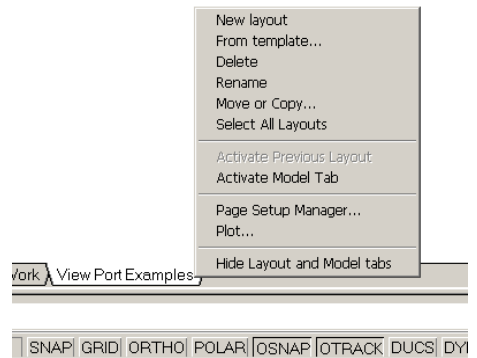 New layout
From template...
Delete
Rename
Move or Copy...
Select All Layouts
Activate Previous Layout
Activate Model Tab
Page Setup Manager...
Plot...
Hide Layout and Model tabs
View Port Examples
SNAP GRID ORTHO POLAR OSNAP OTRACK DUCS